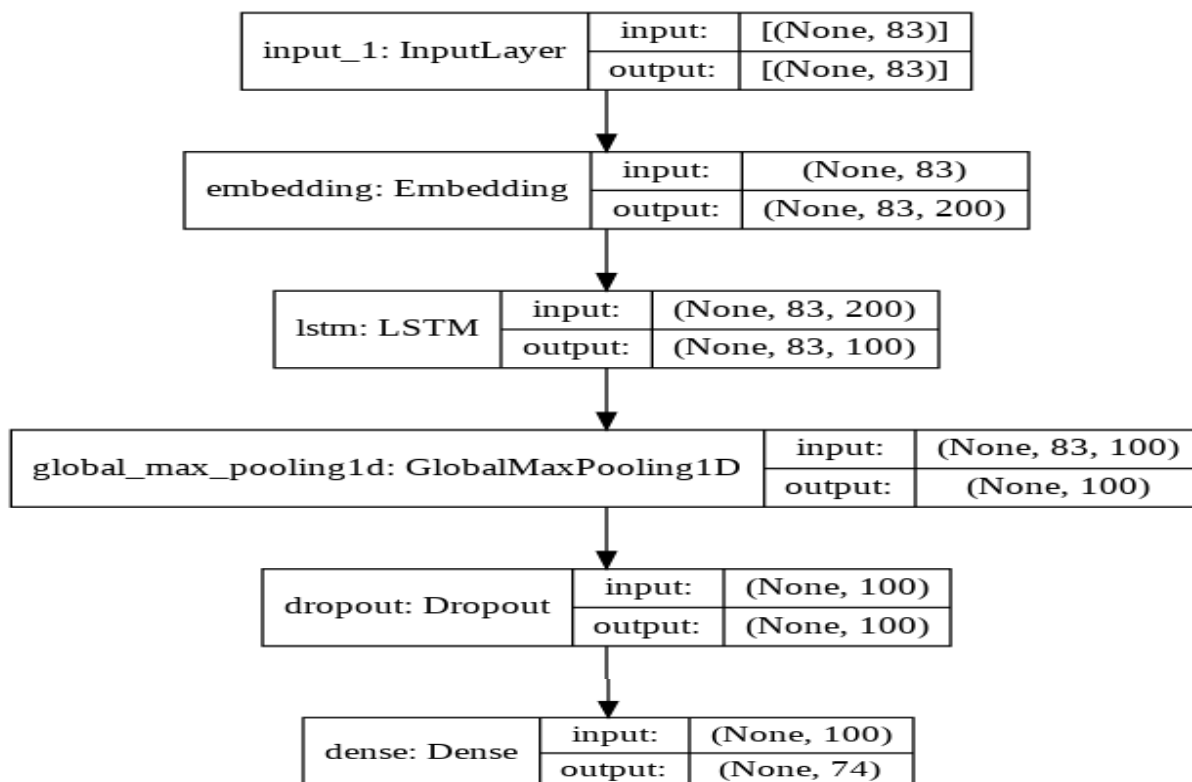 input_1: InputLayer
input: [(None, 83)]
output: [(None, 83)]
embedding: Embedding
input: (None, 83)
output: (None, 83, 200)
lstm: LSTM
input: (None, 83, 200)
output: (None, 83, 100)
global_max_pooling1d: GlobalMaxPooling1D
input: (None, 83, 100)
output: (None, 100)
dropout: Dropout
input: (None, 100)
output: (None, 100)
dense: Dense
input: (None, 100)
output: (None, 74)